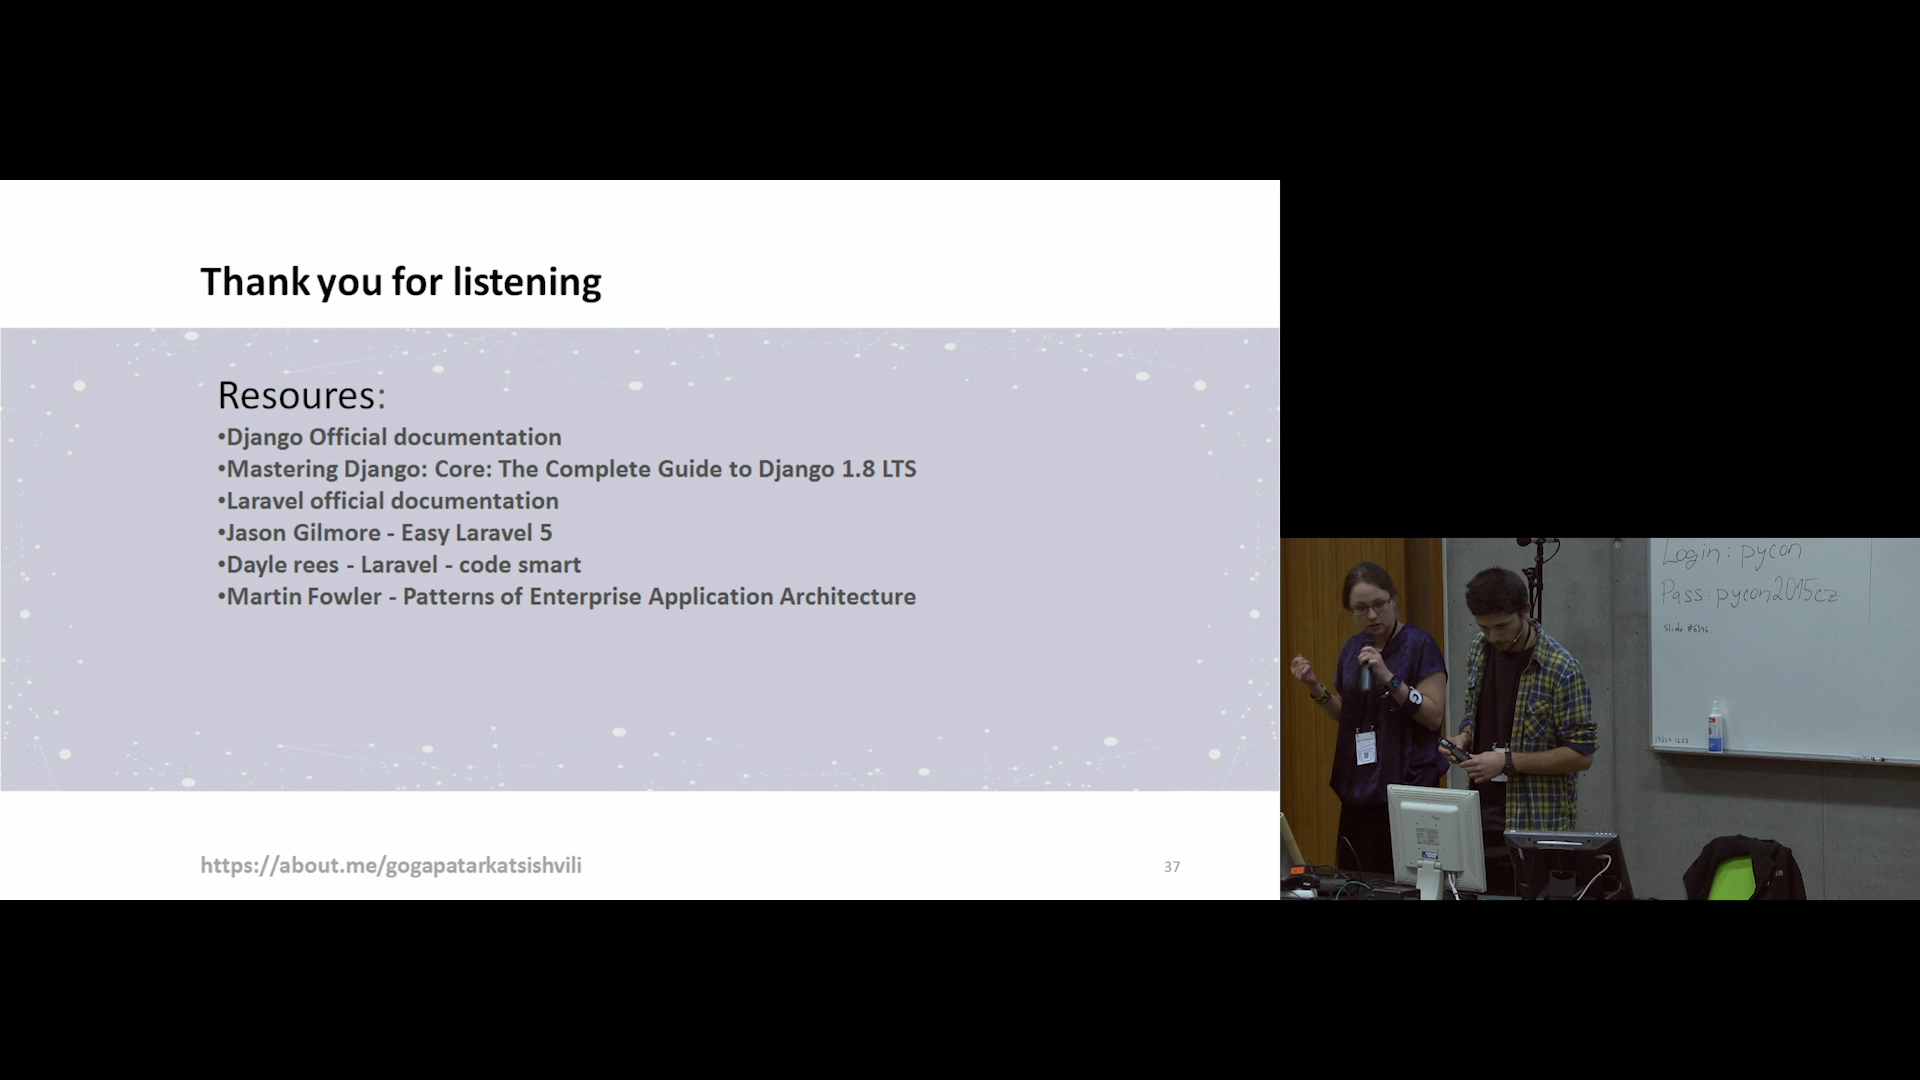 Thank you for listening
Resoures:
•Django Official documentation
•Mastering Django: Core: The Complete Guide to Django 1.8 LTS
•Laravel official documentation
•Jason Gilmore - Easy Laravel 5
•Dayle rees - Laravel - code smart
•Martin Fowler - Patterns of Enterprise Application Architecture
https://about.me/gogapatarkatsishvili
37
Login: pycon
Pass: pycon2015cz
Slido #6346